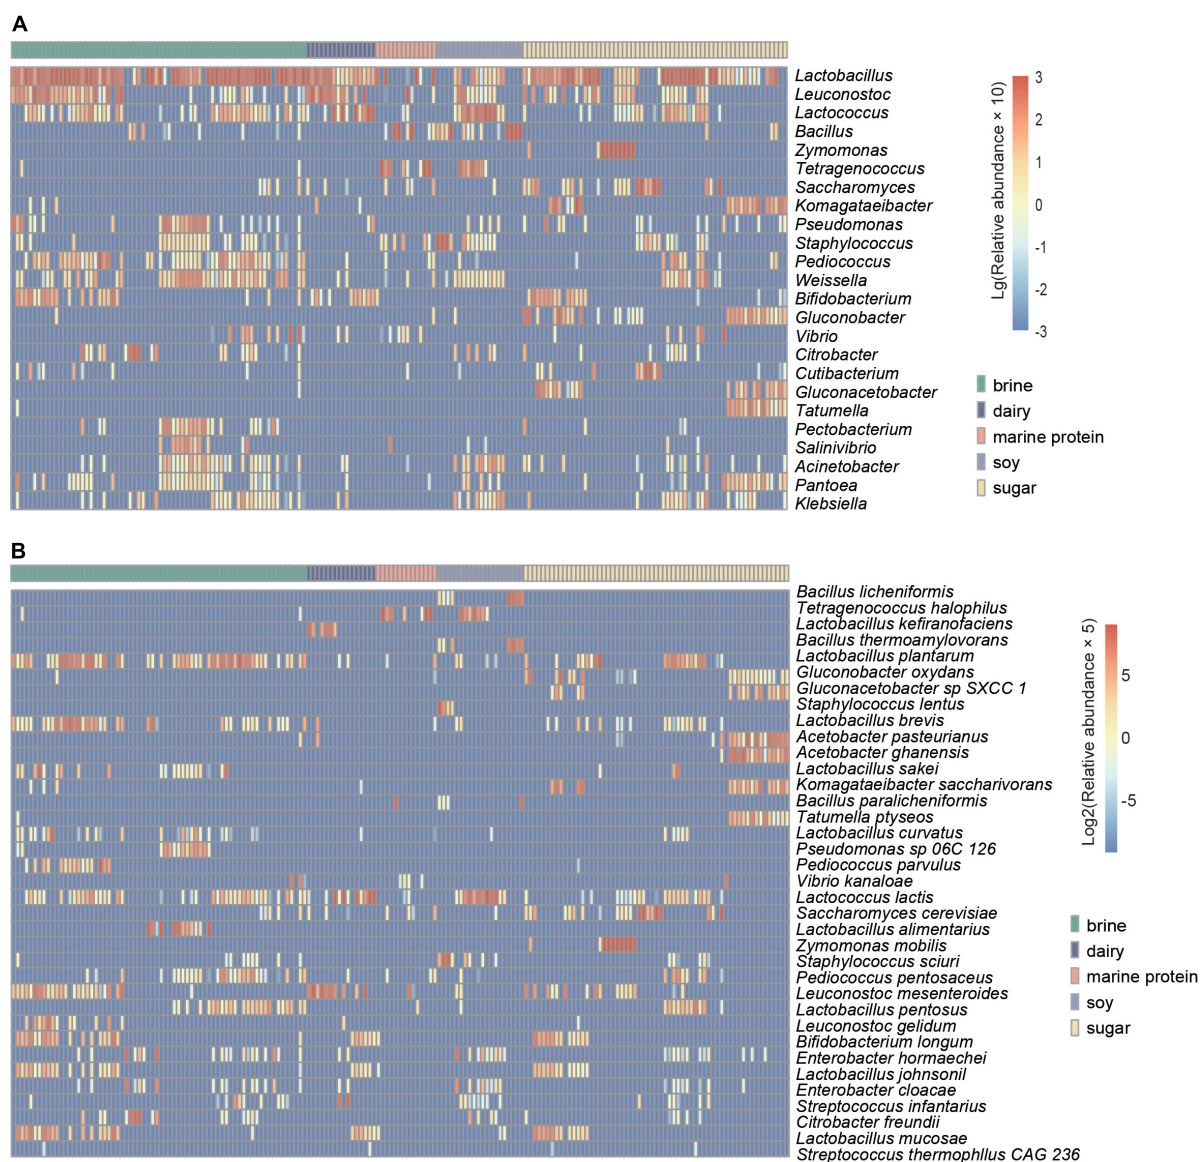 A
Lactobacillus
Leuconostoc
Lactococcus
Bacillus
Zymomonas
Tetragenococcus
Saccharomyces
Komagataeibacter
Pseudomonas
Staphylococcus
Pediococcus
Weissella
Bifidobacterium
Gluconobacter
Vibrio
Citrobacter
Cutibacterium
Gluconacetobacter
Tatumella
Pectobacterium
Salinivibrio
Acinetobacter
Pantoea
Klebsiella
Lg(Relative abundance × 10)
3
2
1
0
-1
-2
-3
brine
dairy
marine protein
soy
sugar
B
Bacillus licheniformis
Tetragenococcus halophilus
Lactobacillus kefiranofaciens
Bacillus thermoamylovorans
Lactobacillus plantarum
Gluconobacter oxydans
Gluconacetobacter sp SXCC 1
Staphylococcus lentus
Lactobacillus brevis
Acetobacter pasteurianus
Acetobacter ghanensis
Lactobacillus sakei
Komagataeibacter saccharivorans
Bacillus paralicheniformis
Tatumella ptyseos
Lactobacillus curvatus
Pseudomonas sp 06C 126
Pediococcus parvulus
Vibrio kanaloae
Lactococcus lactis
Saccharomyces cerevisiae
Lactobacillus alimentarius
Zymomonas mobilis
Staphylococcus sciuri
Pediococcus pentosaceus
Leuconostoc mesenteroides
Lactobacillus pentosus
Leuconostoc gelidum
Bifidobacterium longum
Enterobacter hormaechei
Lactobacillus johnsonil
Enterobacter cloacae
Streptococcus infantarius
Citrobacter freundii
Lactobacillus mucosae
Streptococcus thermophllus CAG 236
Log2(Relative abundance × 5)
5
0
-5
brine
dairy
marine protein
soy
sugar